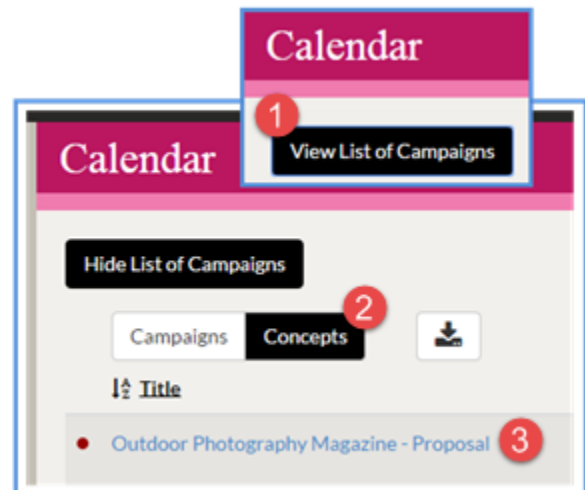 Calendar
1
View List of Campaigns
Calendar
Hide List of Campaigns
2
Campaigns Concepts
Title
Outdoor Photography Magazine - Proposal 3